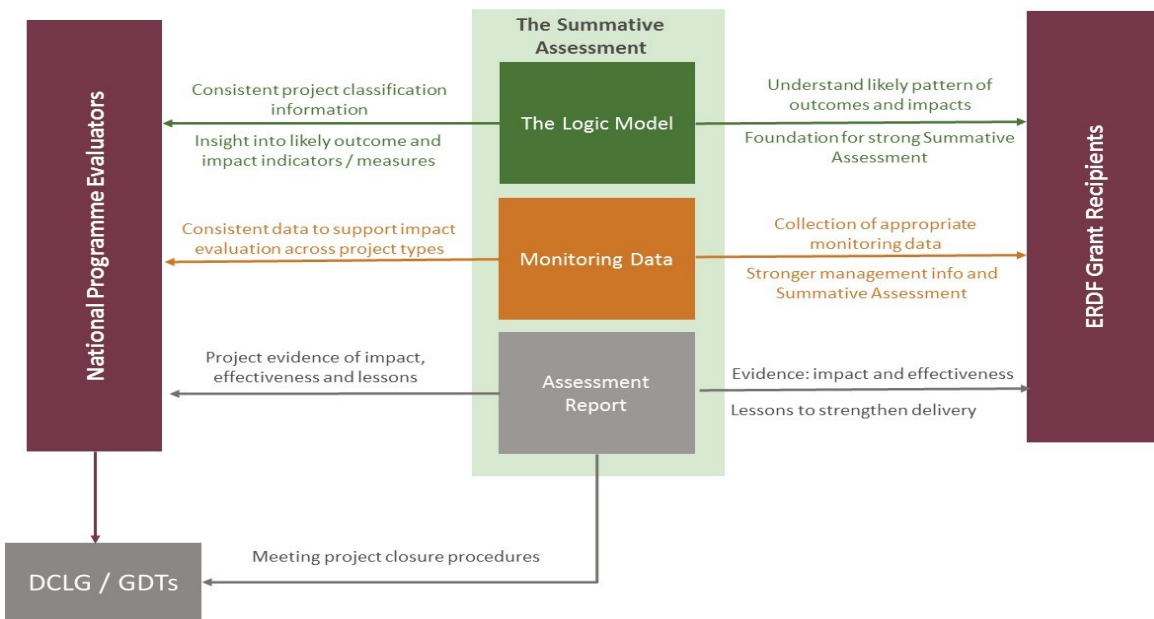 The Summative
Assessment
National Programme Evaluators
Consistent project classification
information
Insight into likely outcome and
impact indicators / measures
The Logic Model
Understand likely pattern of
outcomes and impacts
Foundation for strong Summative
Assessment
ERDF Grant Recipients
Consistent data to support impact
evaluation across project types
Monitoring Data
Collection of appropriate
monitoring data
Stronger management info and
Summative Assessment
Project evidence of impact,
effectiveness and lessons
Assessment
Report
Evidence: impact and effectiveness
Lessons to strengthen delivery
Meeting project closure procedures
DCLG / GDTs